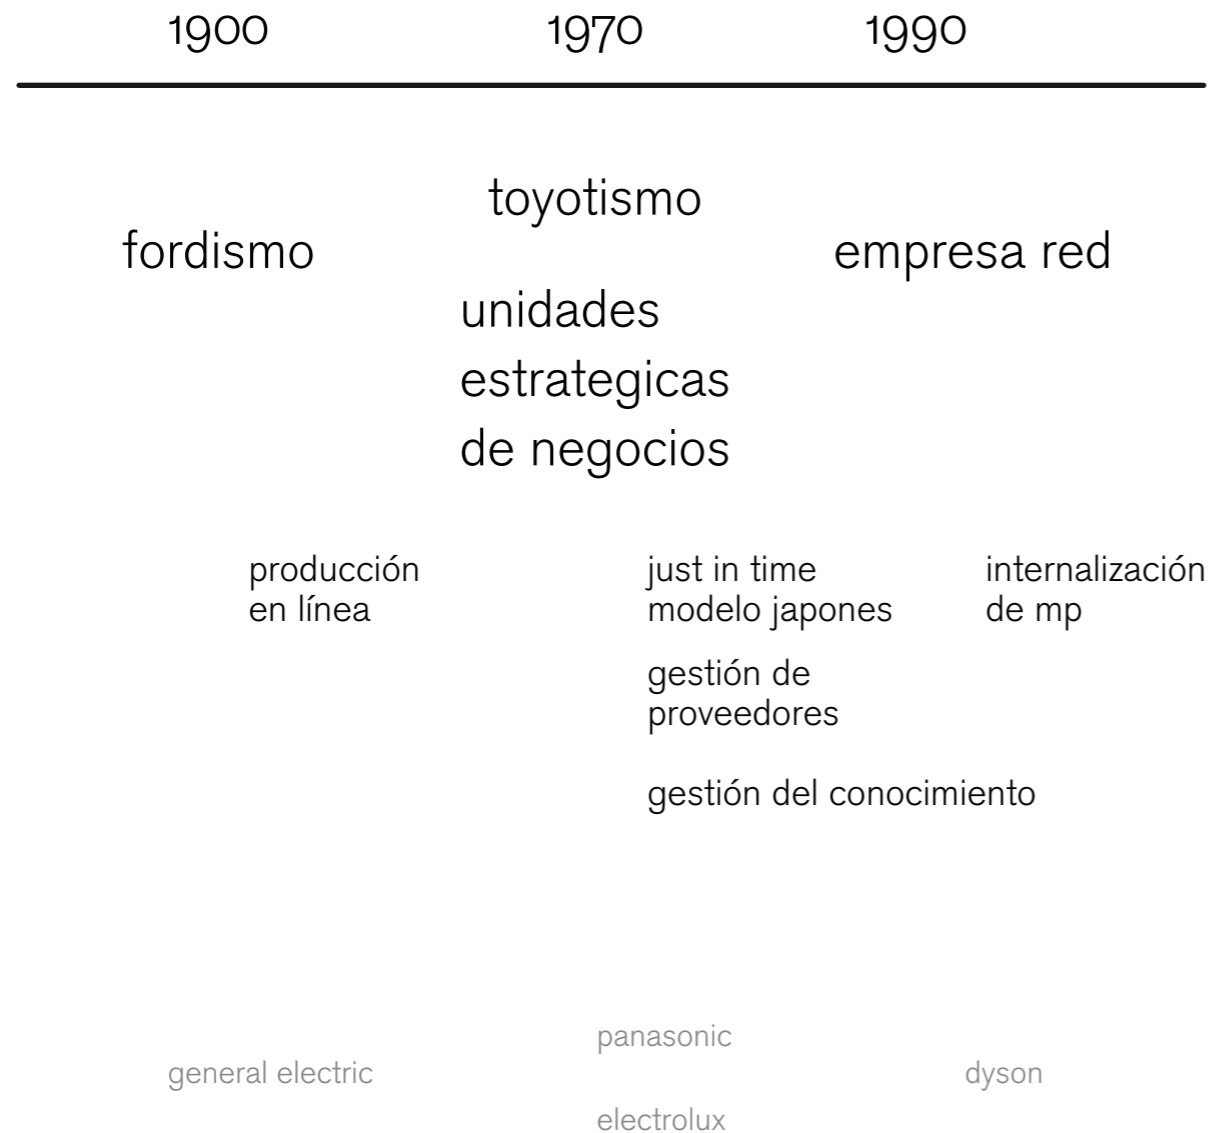 1900
1970
1990
toyotismo
fordismo
empresa red
unidades
estrategicas
de negocios
producción
en línea
just in time
modelo japones
gestión de
proveedores
gestión del conocimiento
internalización
de mp
panasonic
general electric
dyson
electrolux